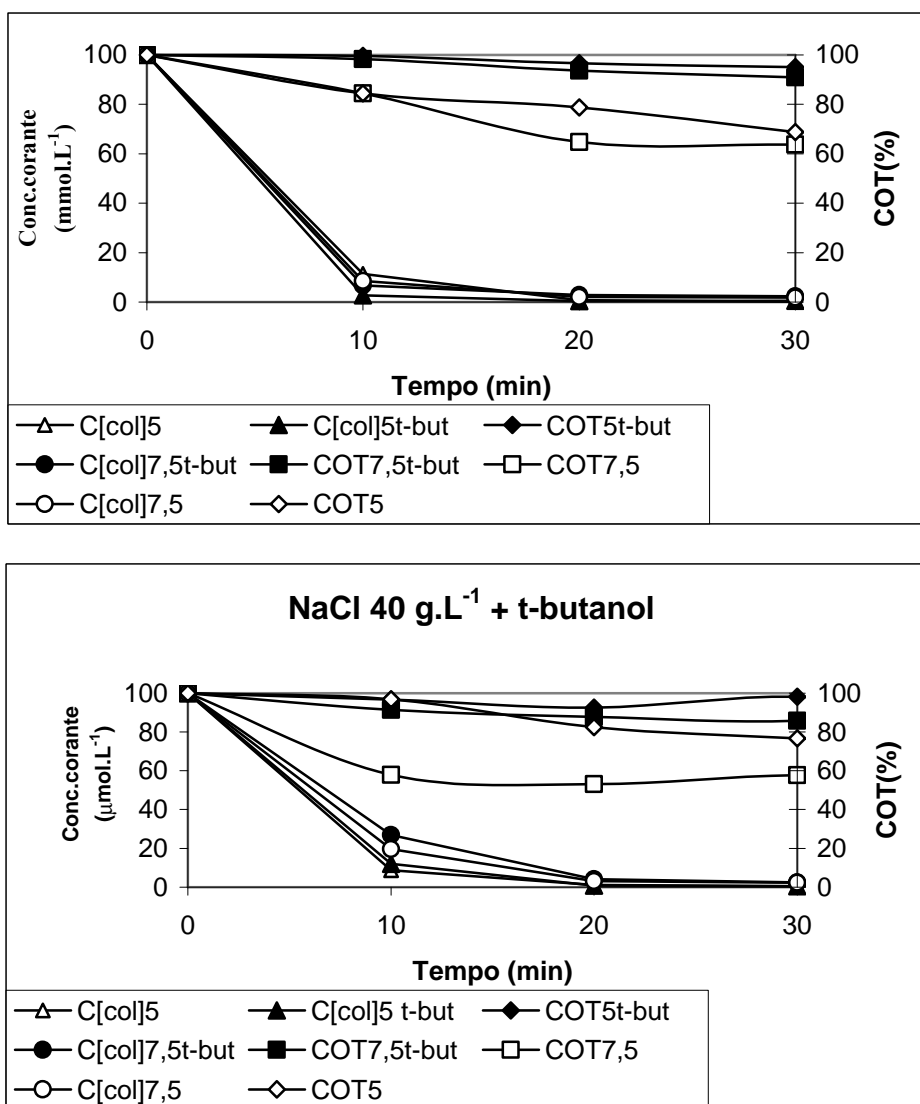 100
80
60
40
20
0
Conc.corante
(mmol.L-1)
100
80
60
40
20
0
COT(%)
0 10 20 30
Tempo (min)
C[col]5 C[col]5t-but COT5t-but
C[col]7,5t-but COT7,5t-but COT7,5
C[col]7,5 COT5
NaCl 40 g.L-1 + t-butanol
100
80
60
40
20
0
Conc.corante
(μmol.L-1)
100
80
60
40
20
0
COT(%)
0 10 20 30
Tempo (min)
C[col]5 C[col]5 t-but COT5t-but
C[col]7,5t-but COT7,5t-but COT7,5
C[col]7,5 COT5